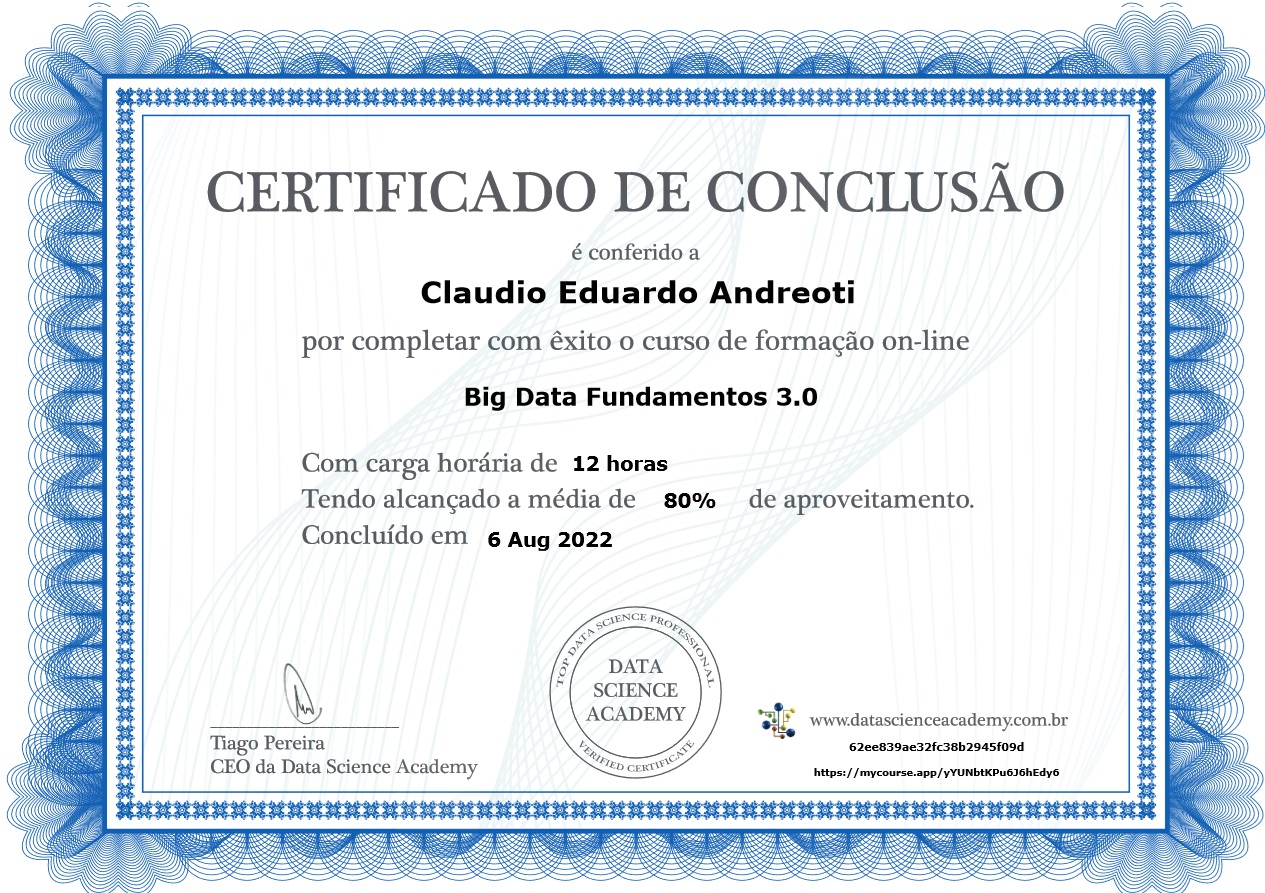 CERTIFICADO DE CONCLUSÃO
é conferido a
Claudio Eduardo Andreoti
por completar com êxito o curso de formação on-line
Big Data Fundamentos 3.0
Com carga horária de 12 horas
Tendo alcançado a média de 80% de aproveitamento.
Concluído em 6 Aug 2022
TOP DATA SCIENCE PROFESSIONAL
DATA
SCIENCE
ACADEMY
VERIFIED CERTIFICATE
Tiago Pereira
CEO da Data Science Academy
www.datascienceacademy.com.br
62ee839ae32fc38b2945f09d
https://mycourse.app/yYUNbtKPu6J6hEdy6